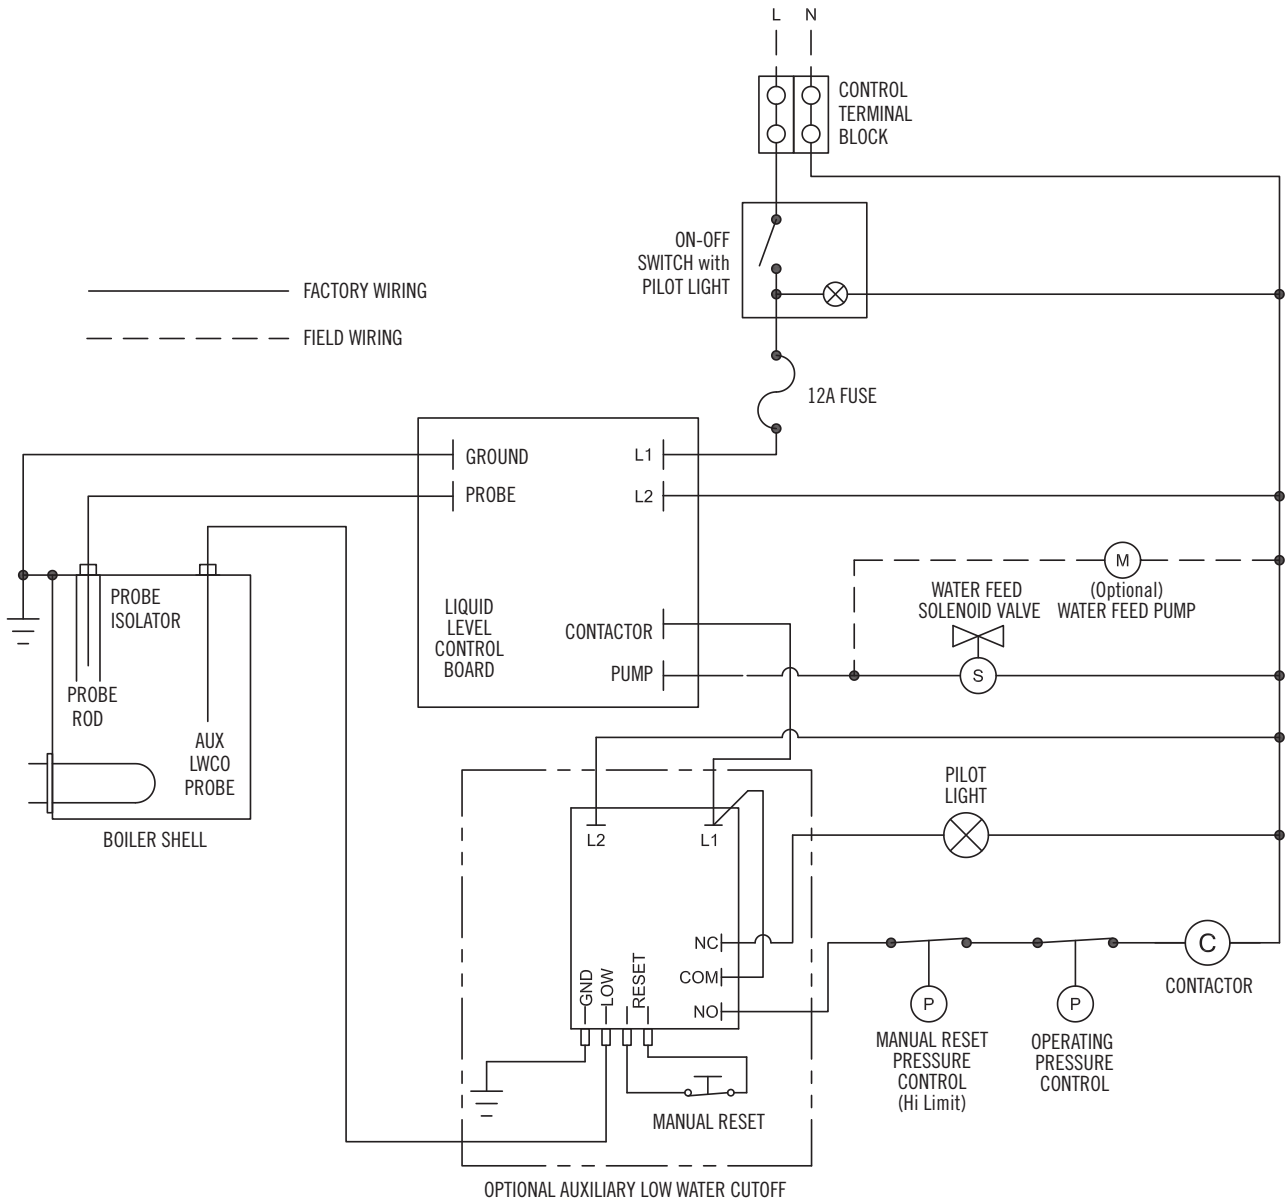 L N
CONTROL
TERMINAL
BLOCK
ON-OFF
SWITCH with
PILOT LIGHT
FACTORY WIRING
FIELD WIRING
12A FUSE
GROUND
L1
PROBE
L2
M
(Optional)
WATER FEED PUMP
WATER FEED
SOLENOID VALVE
S
PROBE
ISOLATOR
LIQUID
LEVEL
CONTROL
BOARD
CONTACTOR
PUMP
PROBE
ROD
AUX
LWCO
PROBE
BOILER SHELL
PILOT
LIGHT
L2
L1
NC
COM
NO
GND
LOW
RESET
C
CONTACTOR
P
MANUAL RESET
PRESSURE
CONTROL
(Hi Limit)
P
OPERATING
PRESSURE
CONTROL
MANUAL RESET
OPTIONAL AUXILIARY LOW WATER CUTOFF